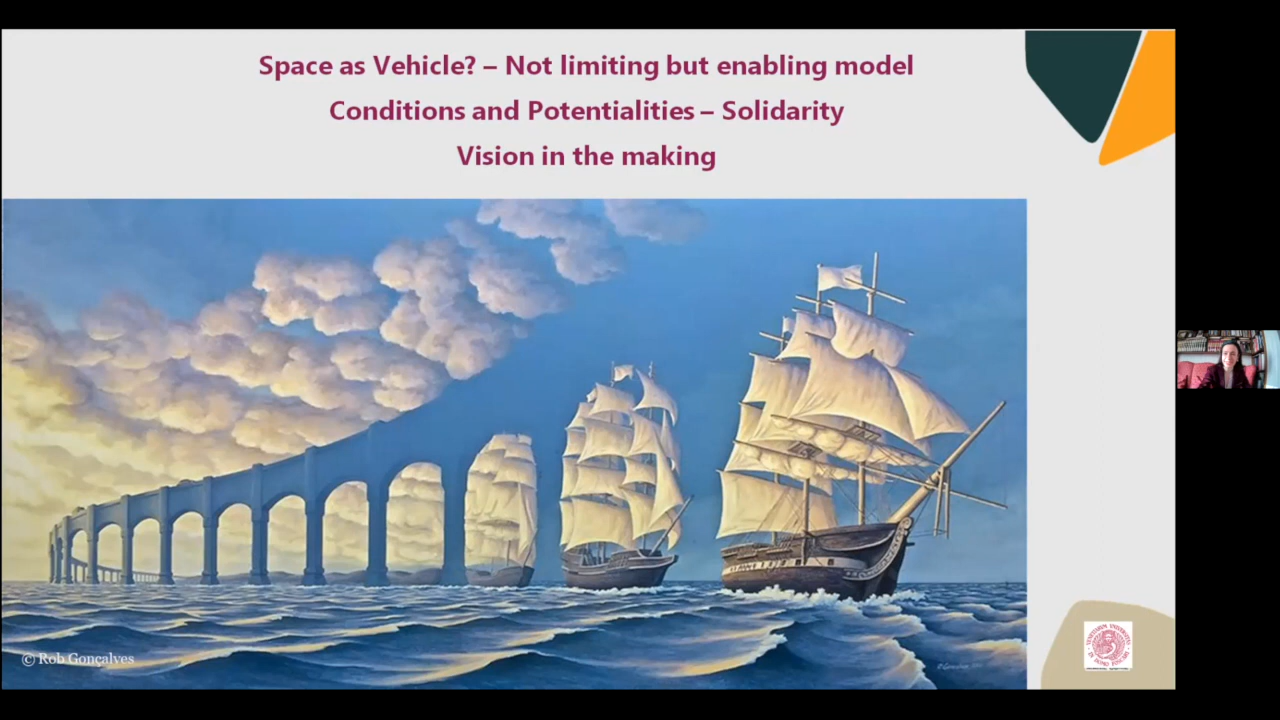 Space as Vehicle? – Not limiting but enabling model
Conditions and Potentialities – Solidarity
Vision in the making
© Rob Gonçalves